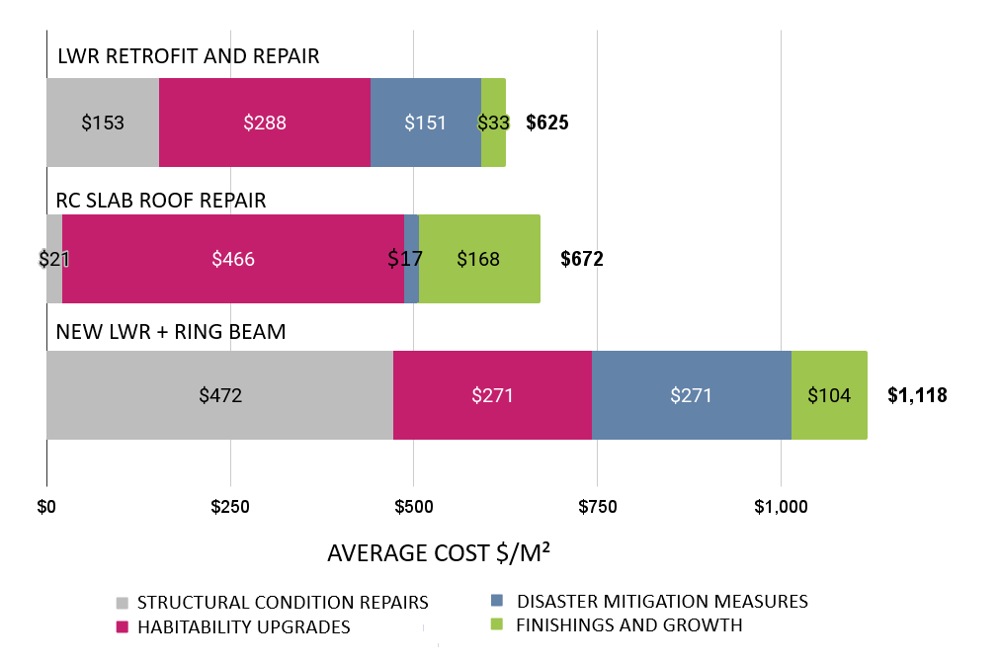 LWR RETROFIT AND REPAIR
$153 $288 $151 $33 $625
RC SLAB ROOF REPAIR
$21 $466 $17 $168 $672
NEW LWR + RING BEAM
$472 $271 $271 $104 $1,118
$0 $250 $500 $750 $1,000
AVERAGE COST $/M²
STRUCTURAL CONDITION REPAIRS
HABITABILITY UPGRADES
DISASTER MITIGATION MEASURES
FINISHINGS AND GROWTH